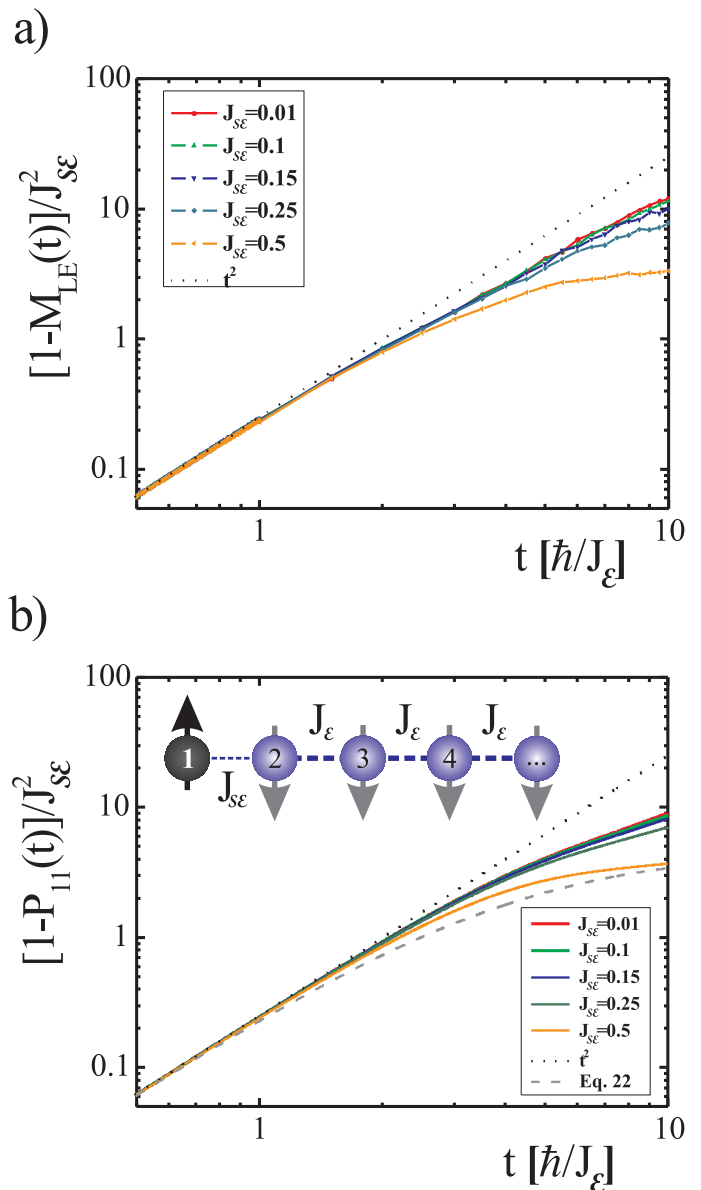 a)
100
10
1
0.1
[1-M_LE(t)]/J²_sε
J_sε=0.01
J_sε=0.1
J_sε=0.15
J_sε=0.25
J_sε=0.5
t²
1 10
t [ħ/J_ε]
b)
100
10
1
0.1
[1-P_11(t)]/J²_sε
J_ε J_ε J_ε
1 2 3 4 ...
J_sε
J_sε=0.01
J_sε=0.1
J_sε=0.15
J_sε=0.25
J_sε=0.5
t²
Eq. 22
1 10
t [ħ/J_ε]